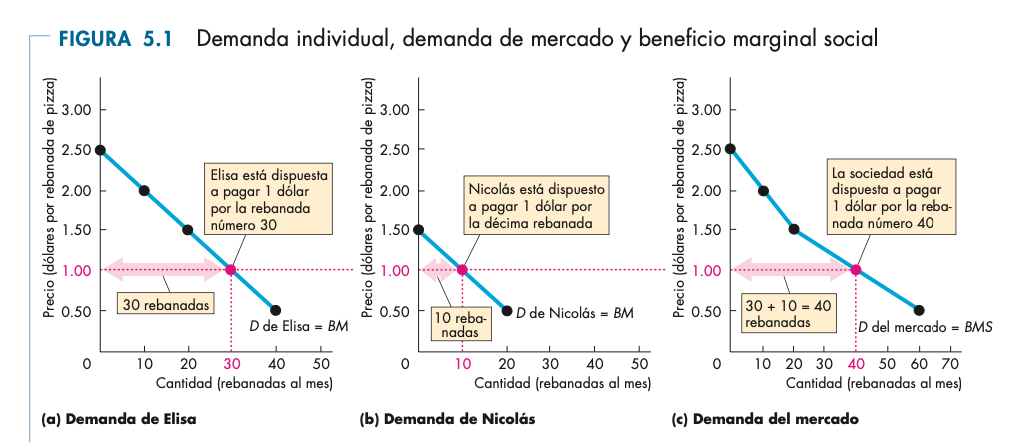 FIGURA 5.1 Demanda individual, demanda de mercado y beneficio marginal social
Precio (dólares por rebanada de pizza)
3.00
2.50
2.00
1.50
1.00
0.50
0
10
20
30
40
50
Elisa está dispuesta
a pagar 1 dólar
por la rebanada
número 30
30 rebanadas
D de Elisa = BM
Cantidad (rebanadas al mes)
(a) Demanda de Elisa
Precio (dólares por rebanada de pizza)
3.00
2.50
2.00
1.50
1.00
0.50
0
10
20
30
40
50
Nicolás está dispuesto
a pagar 1 dólar por
la décima rebanada
10 reba-
nadas
D de Nicolás = BM
Cantidad (rebanadas al mes)
(b) Demanda de Nicolás
Precio (dólares por rebanada de pizza)
3.00
2.50
2.00
1.50
1.00
0.50
0
10
20
30
40
50
60
70
La sociedad está
dispuesta a pagar
1 dólar por la reba-
nada número 40
30 + 10 = 40
rebanadas
D del mercado = BMS
Cantidad (rebanadas al mes)
(c) Demanda del mercado